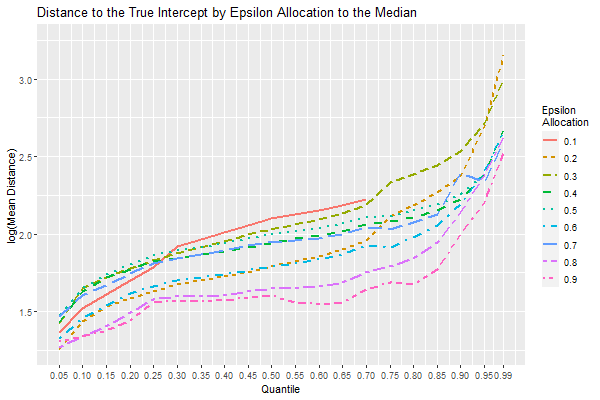 Distance to the True Intercept by Epsilon Allocation to the Median
log(Mean Distance)
3.0
2.5
2.0
1.5
0.05 0.10 0.15 0.20 0.25 0.30 0.35 0.40 0.45 0.50 0.55 0.60 0.65 0.70 0.75 0.80 0.85 0.90 0.95 0.99
Quantile
Epsilon
Allocation
0.1
0.2
0.3
0.4
0.5
0.6
0.7
0.8
0.9